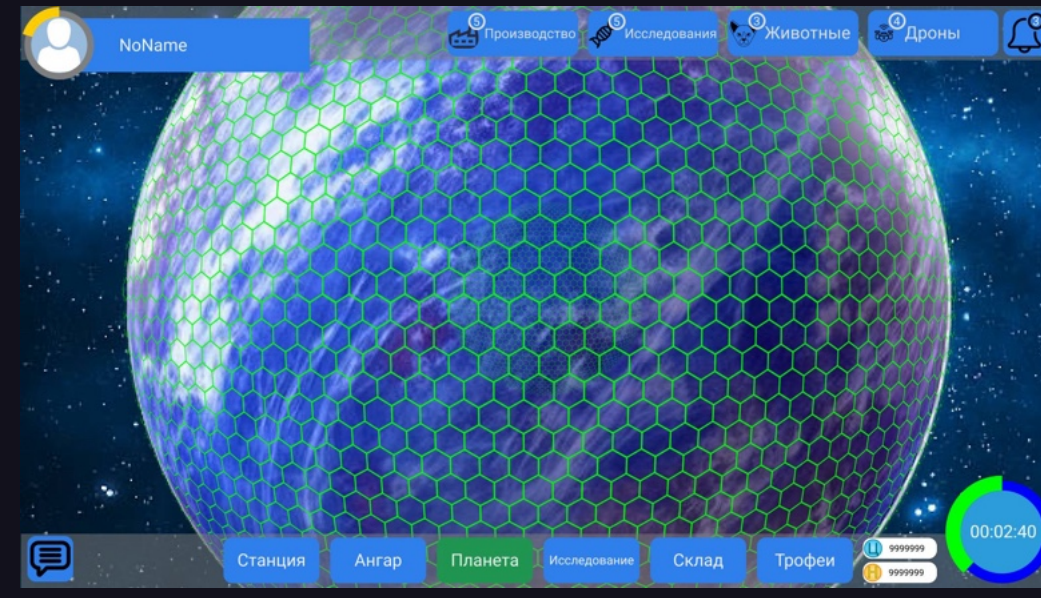 NoName
5
Производство
5
Исследования
3
Животные
4
Дроны
3
00:02:40
Станция
Ангар
Планета
Исследование
Склад
Трофеи
Ц 9999999
Н 9999999